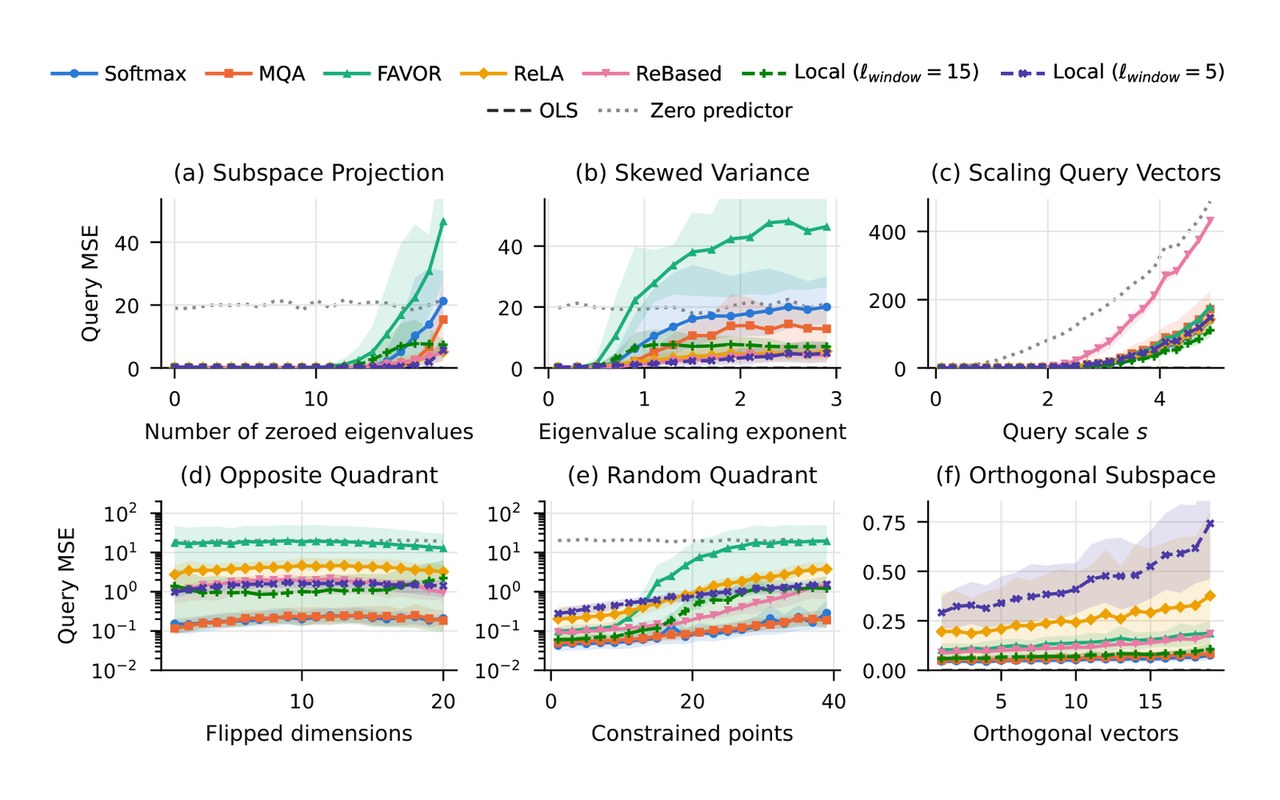 Softmax MQA FAVOR ReLA ReBased Local (ℓwindow = 15) Local (ℓwindow = 5)
OLS Zero predictor
(a) Subspace Projection
Query MSE
40
20
0
0 10
Number of zeroed eigenvalues
(b) Skewed Variance
40
20
0
0 1 2 3
Eigenvalue scaling exponent
(c) Scaling Query Vectors
400
200
0
0 2 4
Query scale s
(d) Opposite Quadrant
Query MSE
10²
10¹
10⁰
10⁻¹
10⁻²
10 20
Flipped dimensions
(e) Random Quadrant
10²
10¹
10⁰
10⁻¹
10⁻²
0 20 40
Constrained points
(f) Orthogonal Subspace
0.75
0.50
0.25
0.00
5 10 15
Orthogonal vectors